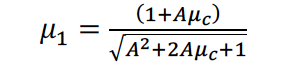 μ₁ = (1+Aμ_c) / √(A²+2Aμ_c+1)